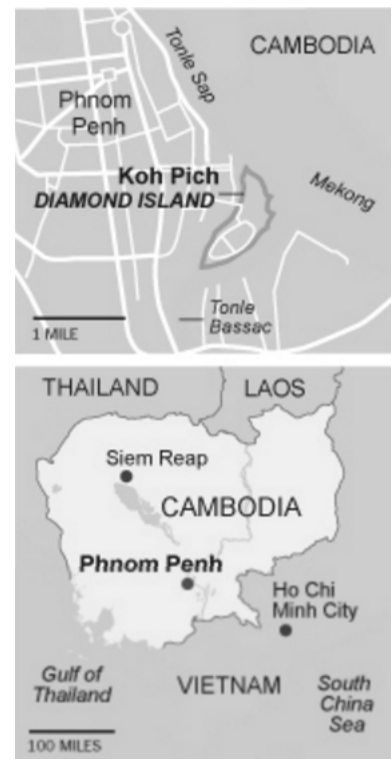 CAMBODIA
Tonle Sap
Phnom
Penh
Koh Pich
DIAMOND ISLAND
Mekong
Tonle
Bassac
1 MILE
THAILAND
LAOS
Siem Reap
CAMBODIA
Phnom Penh
Ho Chi
Minh City
Gulf of
Thailand
VIETNAM
South
China
Sea
100 MILES